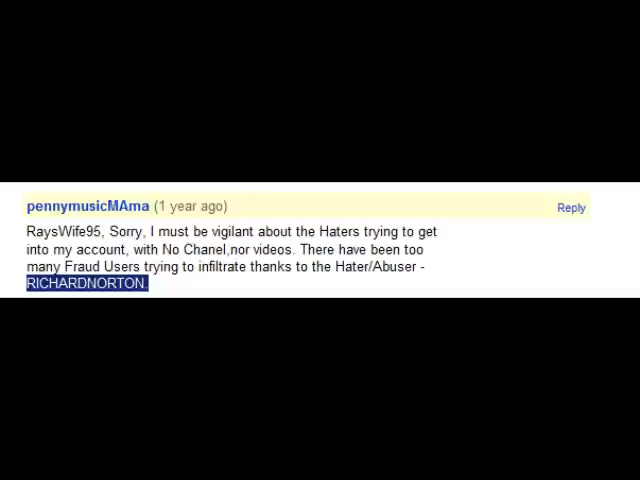 pennymusicMAma (1 year ago) Reply
RaysWife95, Sorry, I must be vigilant about the Haters trying to get
into my account, with No Chanel,nor videos. There have been too
many Fraud Users trying to infiltrate thanks to the Hater/Abuser -
RICHARDNORTON.